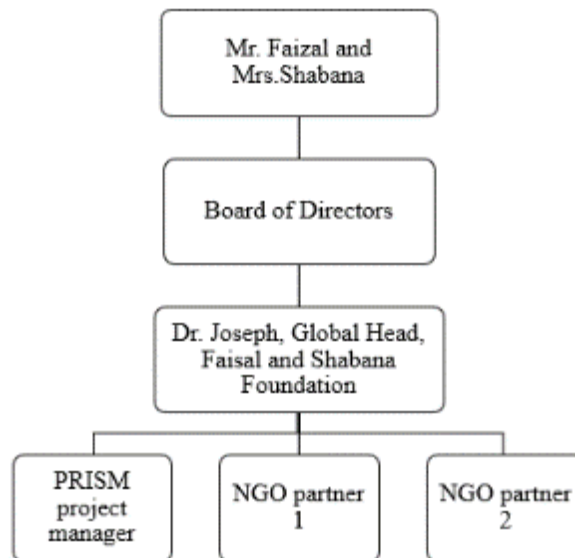 Mr. Faizal and
Mrs.Shabana
Board of Directors
Dr. Joseph, Global Head,
Faisal and Shabana
Foundation
PRISM
project
manager
NGO partner
1
NGO partner
2